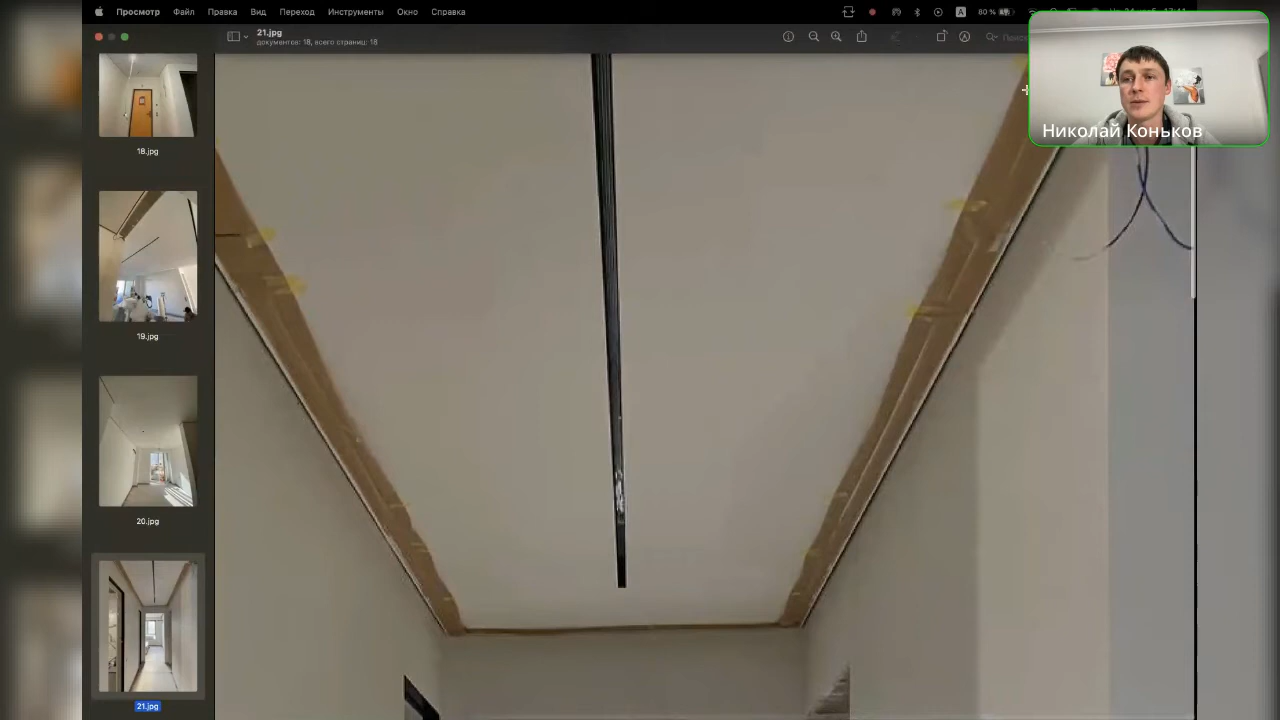 Просмотр Файл Правка Вид Переход Инструменты Окно Справка
A 80 %
21.jpg
документов: 18, всего страниц: 18
18.jpg
19.jpg
20.jpg
21.jpg
Николай Коньков